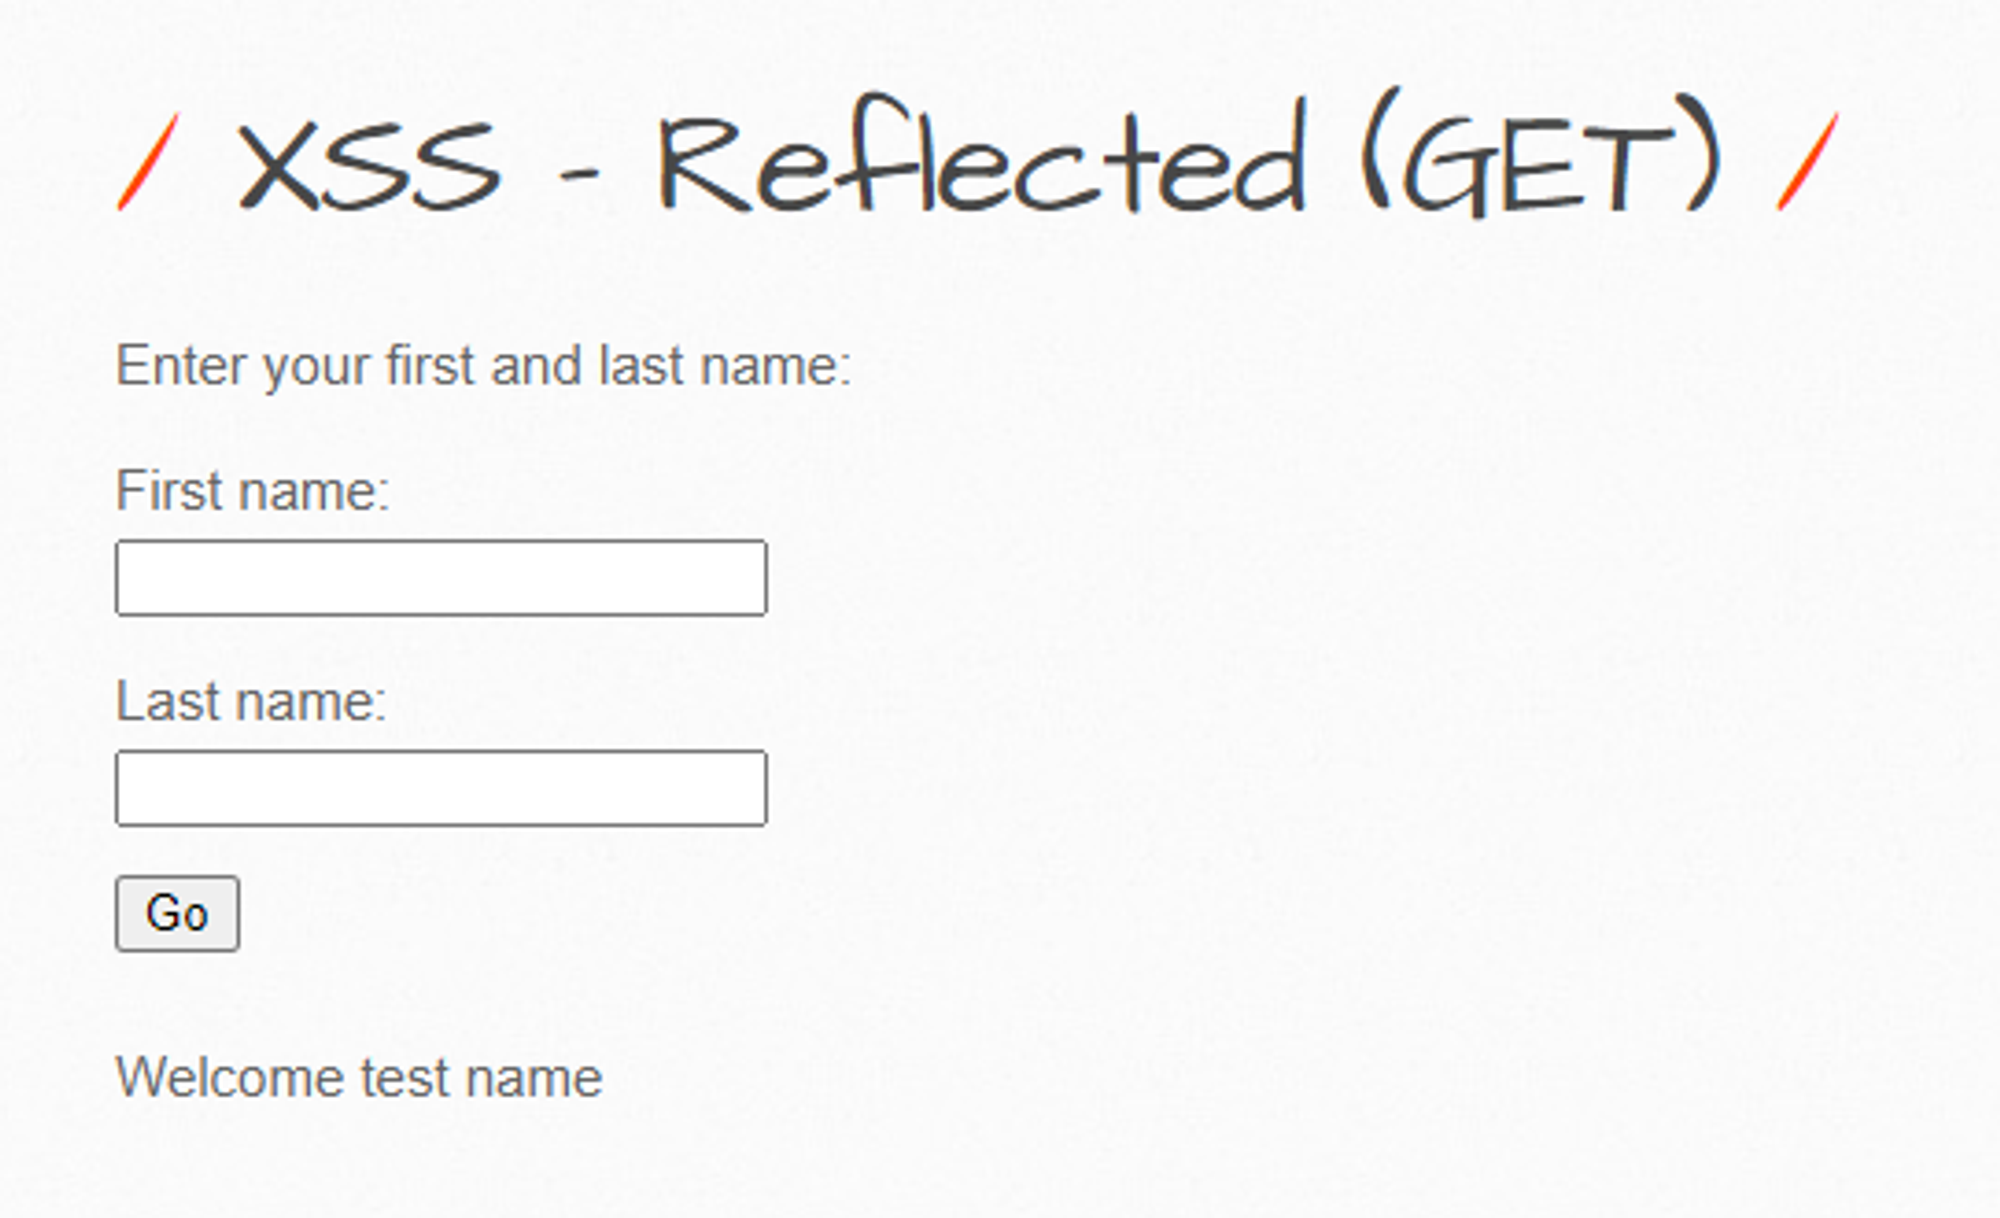 / XSS - Reflected (GET) /
Enter your first and last name:
First name:
Last name:
Go
Welcome test name